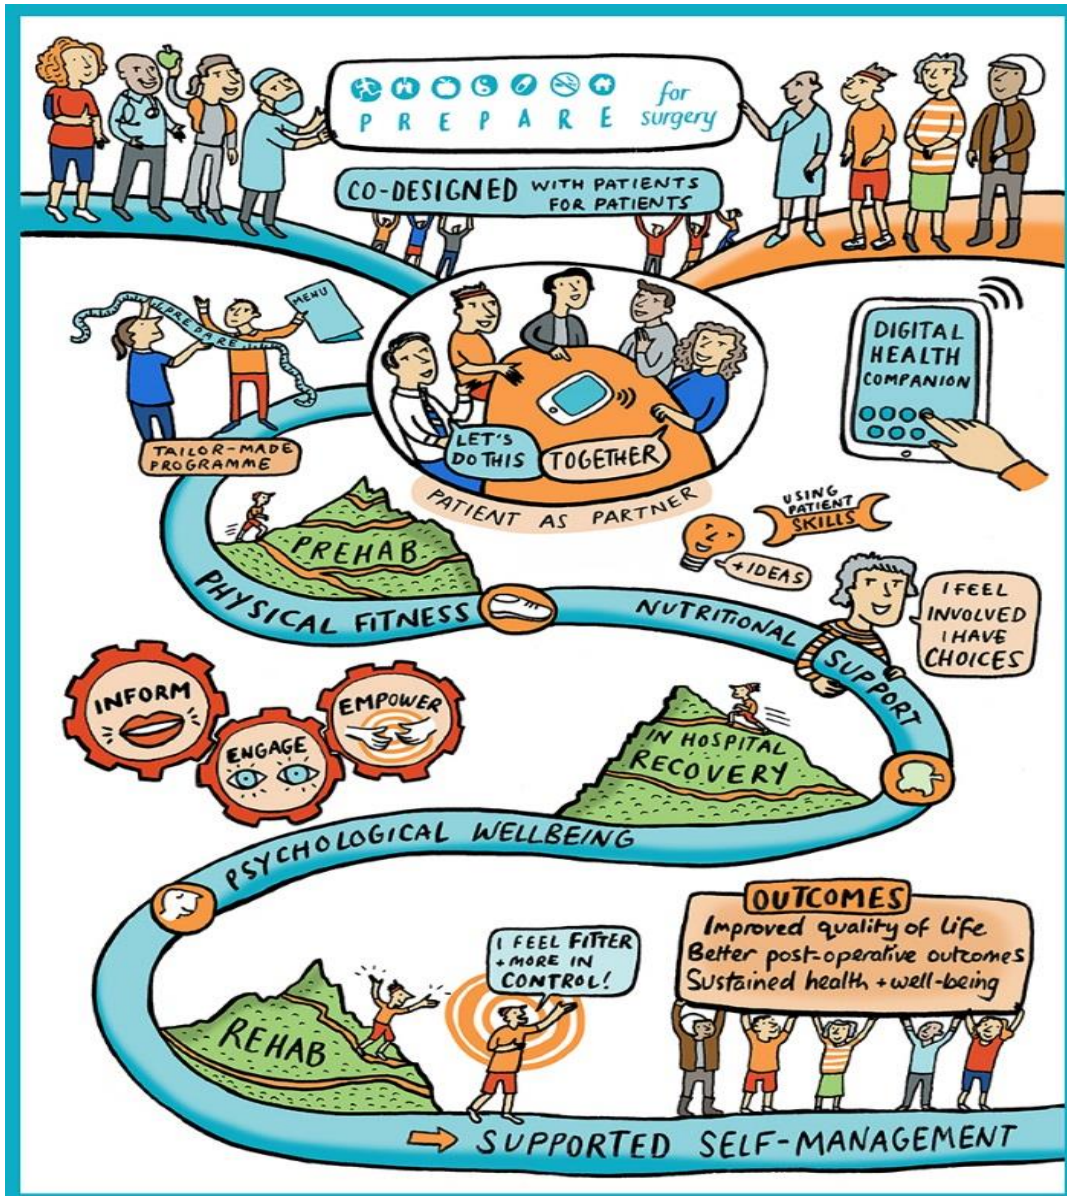 PREPARE for surgery
CO-DESIGNED WITH PATIENTS
FOR PATIENTS
MENU
PREPARE
TAILOR-MADE
PROGRAMME
LET'S
DO THIS
TOGETHER
PATIENT AS PARTNER
DIGITAL
HEALTH
COMPANION
USING
PATIENT
SKILLS
+ IDEAS
I FEEL
INVOLVED
I HAVE
CHOICES
PREHAB
PHYSICAL FITNESS
NUTRITIONAL SUPPORT
INFORM
ENGAGE
EMPOWER
IN HOSPITAL
RECOVERY
PSYCHOLOGICAL WELLBEING
OUTCOMES
Improved quality of life
Better post-operative outcomes
Sustained health + well-being
I FEEL FITTER
+ MORE IN
CONTROL!
REHAB
SUPPORTED SELF-MANAGEMENT